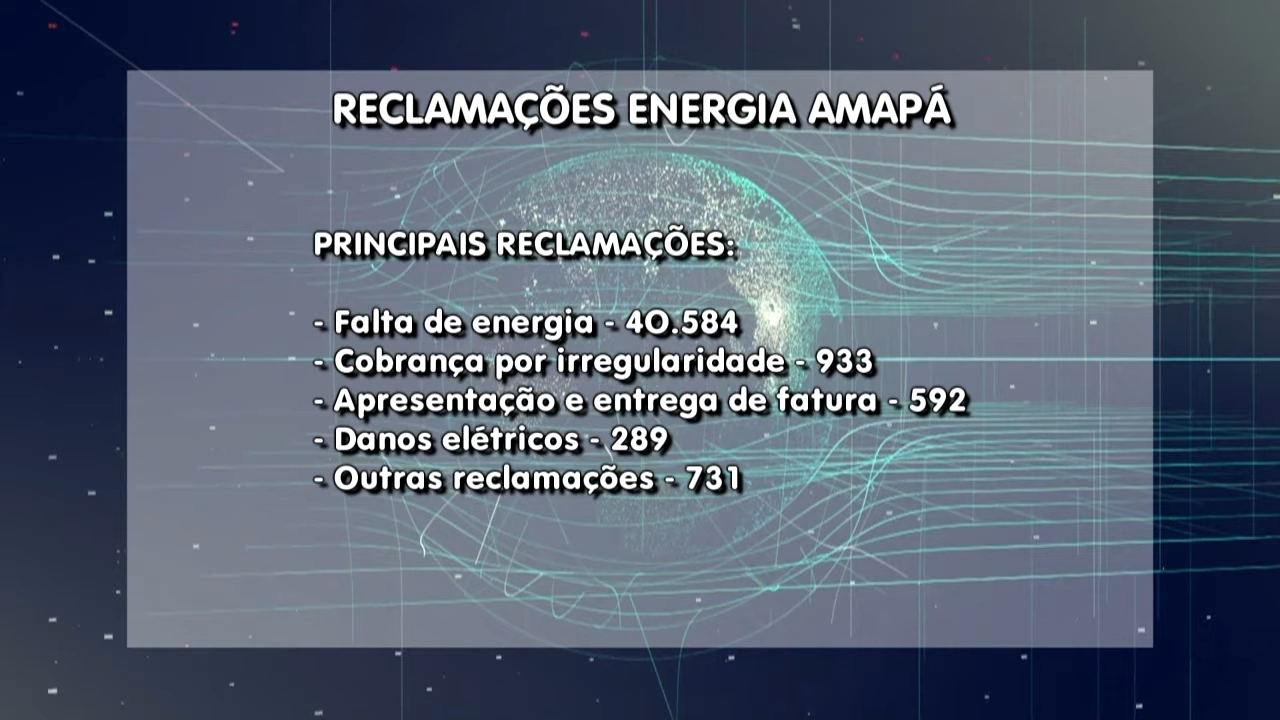 RECLAMAÇÕES ENERGIA AMAPÁ
PRINCIPAIS RECLAMAÇÕES:
- Falta de energia - 40.584
- Cobrança por irregularidade - 933
- Apresentação e entrega de fatura - 592
- Danos elétricos - 289
- Outras reclamações - 731